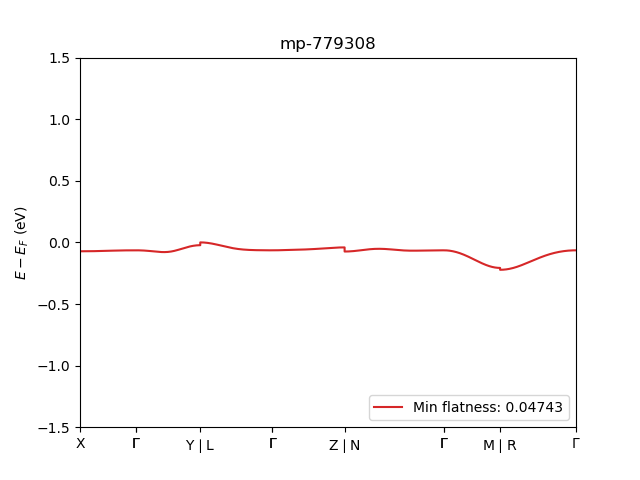 mp-779308
1.5
1.0
0.5
0.0
−0.5
−1.0
−1.5
E − E_F (eV)
Min flatness: 0.04743
X Γ Y | L Γ Z | N Γ M | R Γ